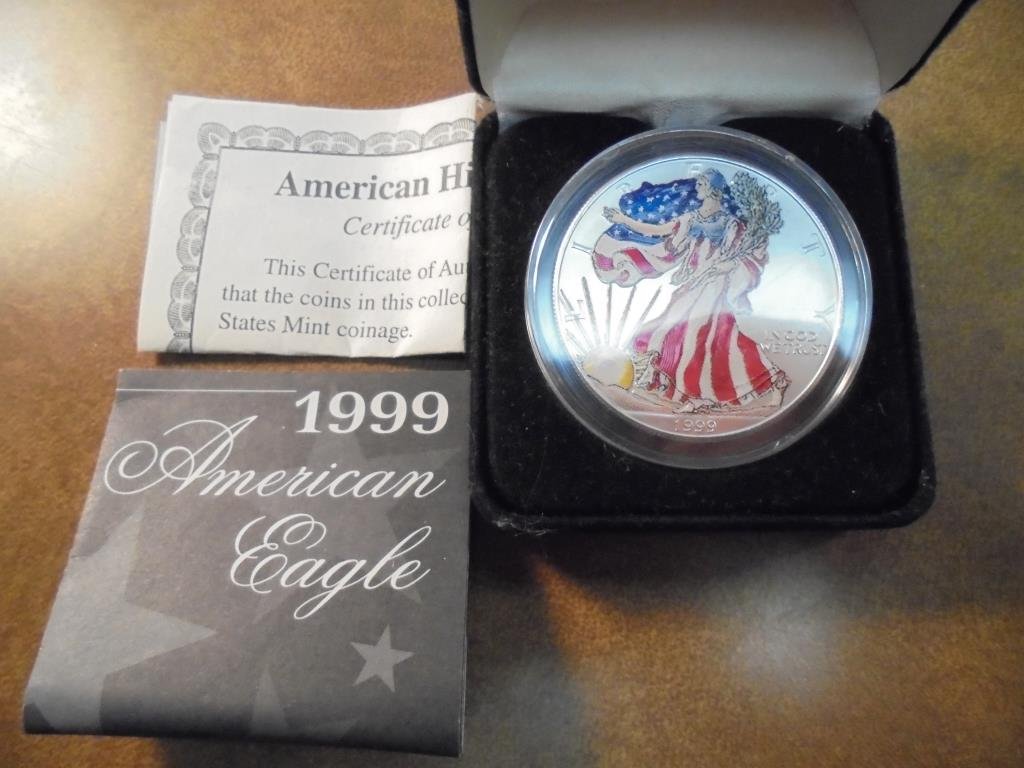 American Hi
Certificate o
This Certificate of Au
that the coins in this collec
States Mint coinage.
1999
American
Eagle
LIBERTY
IN GOD
WE TRUST
1999